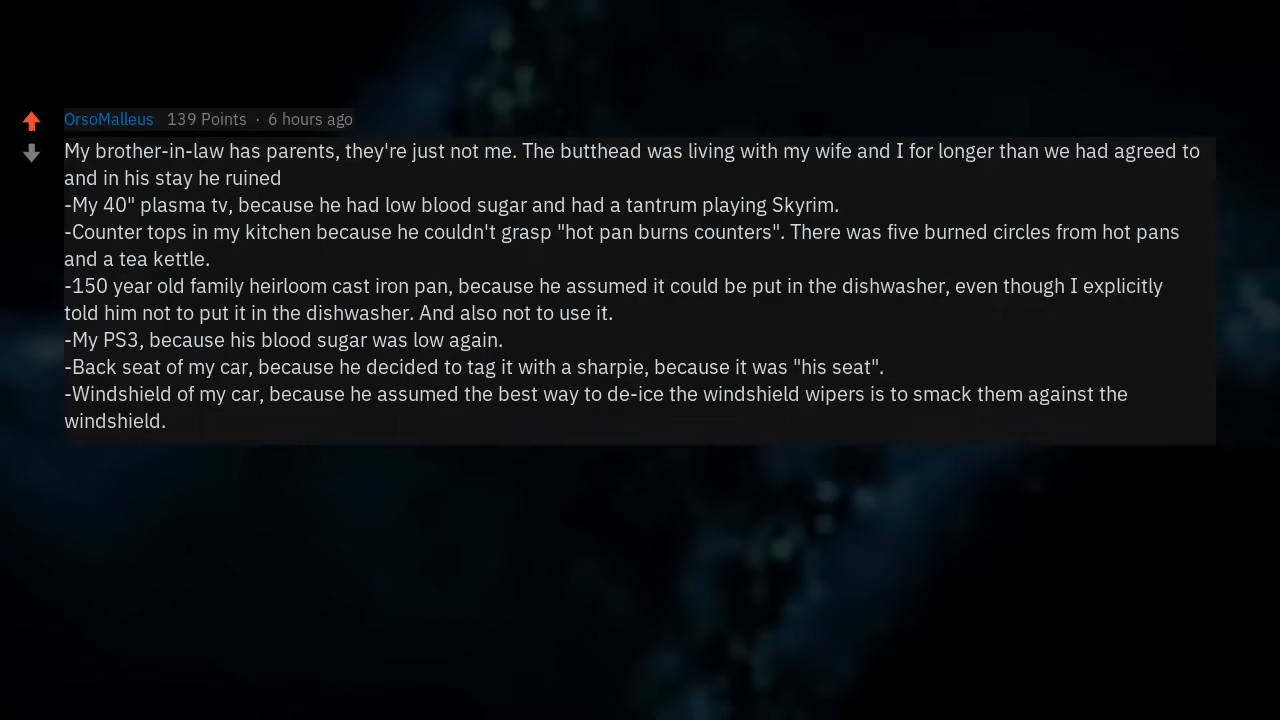 OrsoMalleus 139 Points · 6 hours ago
My brother-in-law has parents, they're just not me. The butthead was living with my wife and I for longer than we had agreed to
and in his stay he ruined
-My 40" plasma tv, because he had low blood sugar and had a tantrum playing Skyrim.
-Counter tops in my kitchen because he couldn't grasp "hot pan burns counters". There was five burned circles from hot pans
and a tea kettle.
-150 year old family heirloom cast iron pan, because he assumed it could be put in the dishwasher, even though I explicitly
told him not to put it in the dishwasher. And also not to use it.
-My PS3, because his blood sugar was low again.
-Back seat of my car, because he decided to tag it with a sharpie, because it was "his seat".
-Windshield of my car, because he assumed the best way to de-ice the windshield wipers is to smack them against the
windshield.